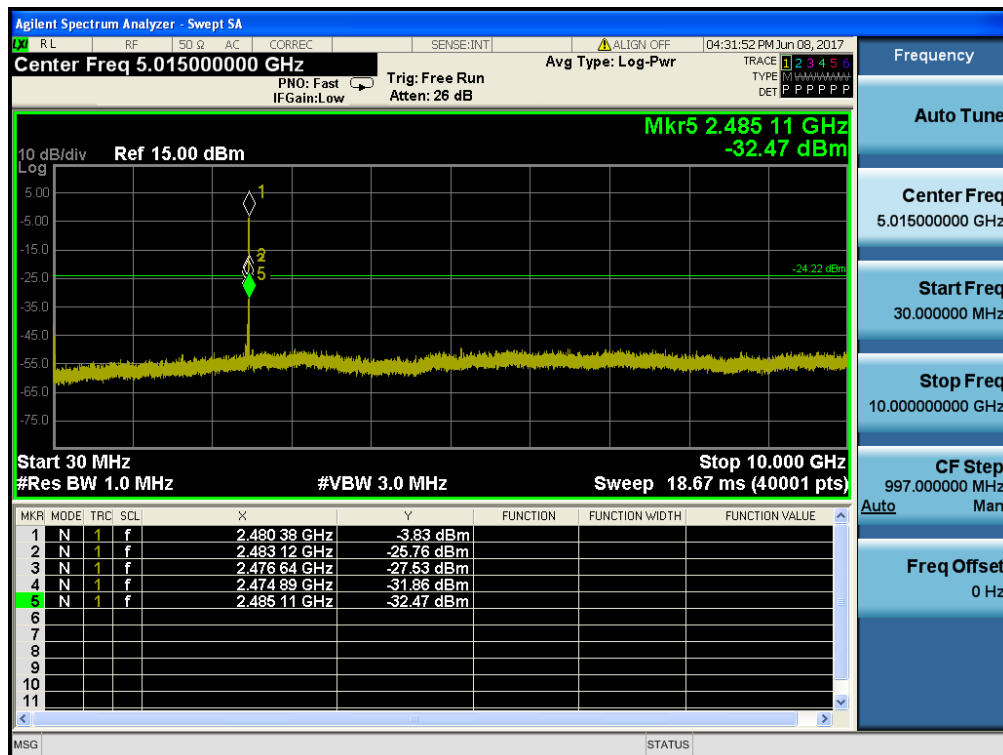 Agilent Spectrum Analyzer - Swept SA
LXI RL RF 50 Ω AC CORREC SENSE:INT ALIGN OFF 04:31:52 PM Jun 08, 2017
Center Freq 5.015000000 GHz
PNO: Fast
IFGain:Low
Trig: Free Run
Atten: 26 dB
Avg Type: Log-Pwr
TRACE 1 2 3 4 5 6
TYPE M WWWWW
DET P P P P P P
Mkr5 2.485 11 GHz
-32.47 dBm
10 dB/div Ref 15.00 dBm
Log
5.00
-5.00
-15.0
-25.0
-35.0
-45.0
-55.0
-65.0
-75.0
1
2
5
-24.22 dBm
Start 30 MHz Stop 10.000 GHz
#Res BW 1.0 MHz #VBW 3.0 MHz Sweep 18.67 ms (40001 pts)
MKR MODE TRC SCL X Y FUNCTION FUNCTION WIDTH FUNCTION VALUE
1 N 1 f 2.480 38 GHz -3.83 dBm
2 N 1 f 2.483 12 GHz -25.76 dBm
3 N 1 f 2.476 64 GHz -27.53 dBm
4 N 1 f 2.474 89 GHz -31.86 dBm
5 N 1 f 2.485 11 GHz -32.47 dBm
6
7
8
9
10
11
MSG STATUS
Frequency
Auto Tune
Center Freq
5.015000000 GHz
Start Freq
30.000000 MHz
Stop Freq
10.000000000 GHz
CF Step
997.000000 MHz
Auto Man
Freq Offset
0 Hz